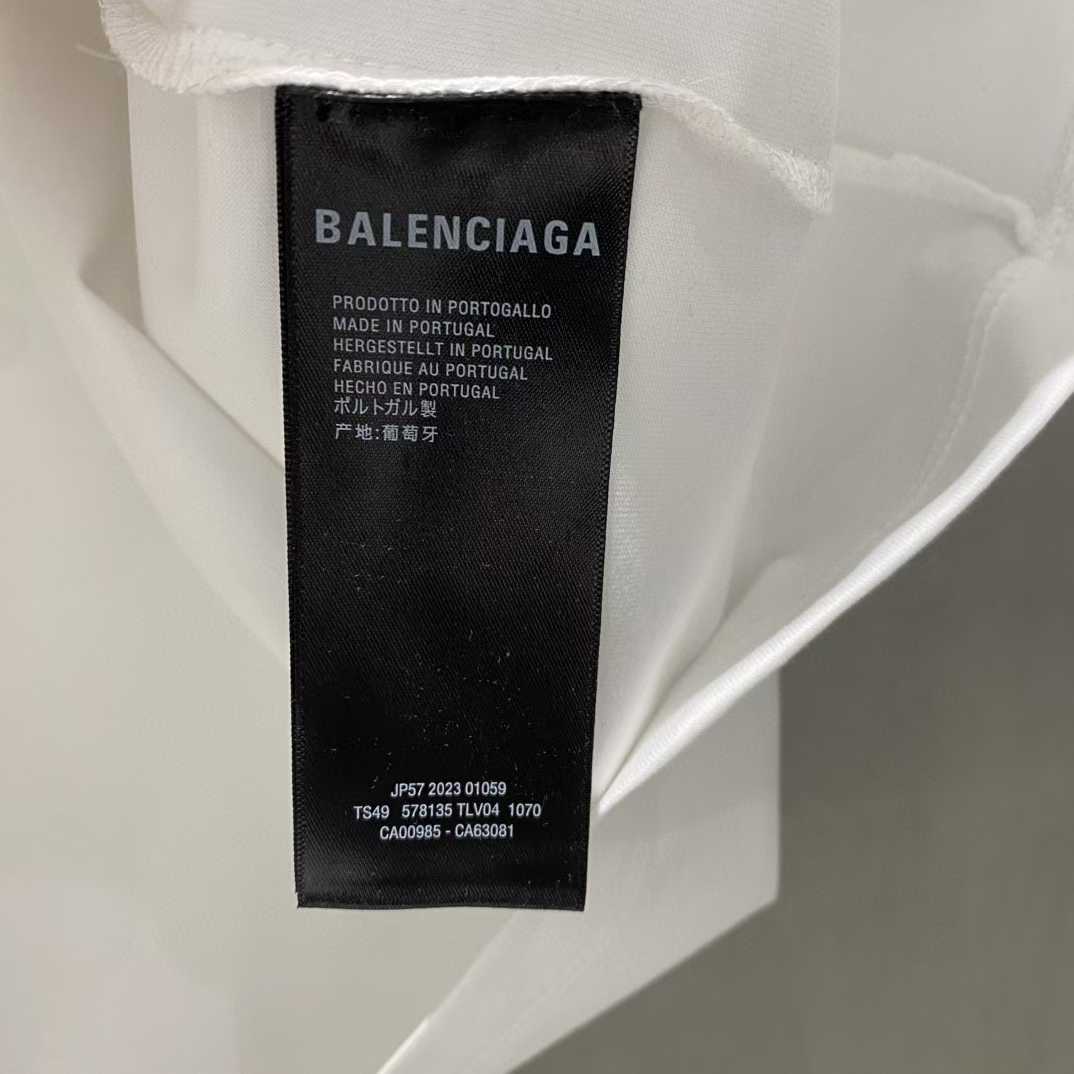 BALENCIAGA
PRODOTTO IN PORTOGALLO
MADE IN PORTUGAL
HERGESTELLT IN PORTUGAL
FABRIQUE AU PORTUGAL
HECHO EN PORTUGAL
ポルトガル製
产地:葡萄牙
JP57 2023 01059
TS49 578135 TLV04 1070
CA00985 - CA63081